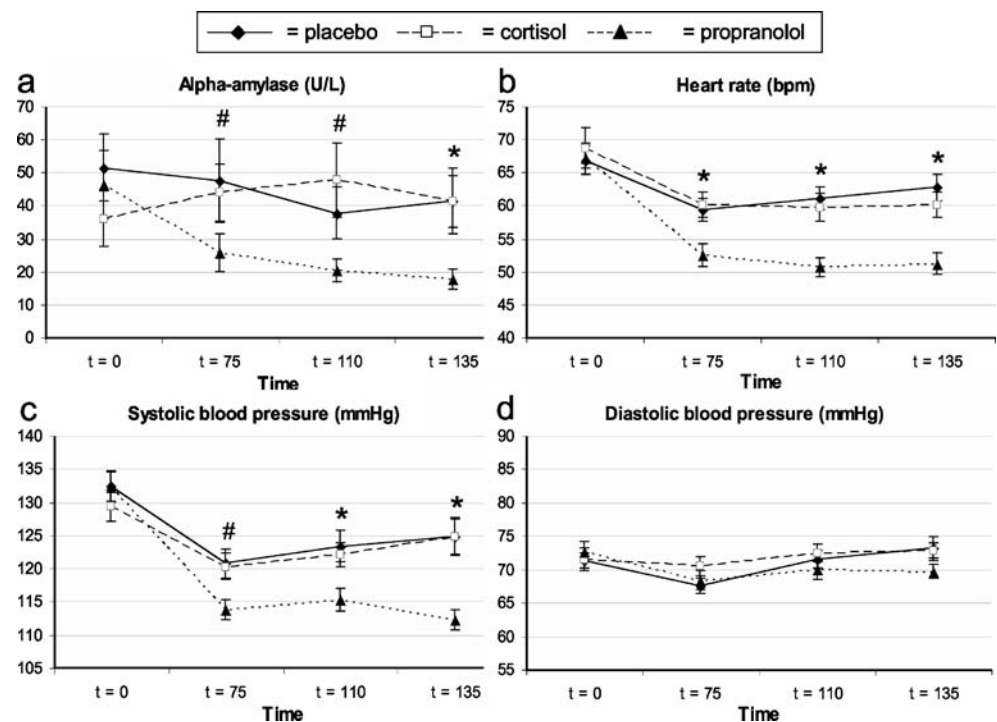 = placebo = cortisol = propranolol
a
Alpha-amylase (U/L)
70
60
50
40
30
20
10
0
#
#
*
t = 0 t = 75 t = 110 t = 135
Time
b
Heart rate (bpm)
75
70
65
60
55
50
45
40
*
*
*
t = 0 t = 75 t = 110 t = 135
Time
c
Systolic blood pressure (mmHg)
140
135
130
125
120
115
110
105
#
*
*
t = 0 t = 75 t = 110 t = 135
Time
d
Diastolic blood pressure (mmHg)
90
85
80
75
70
65
60
55
t = 0 t = 75 t = 110 t = 135
Time